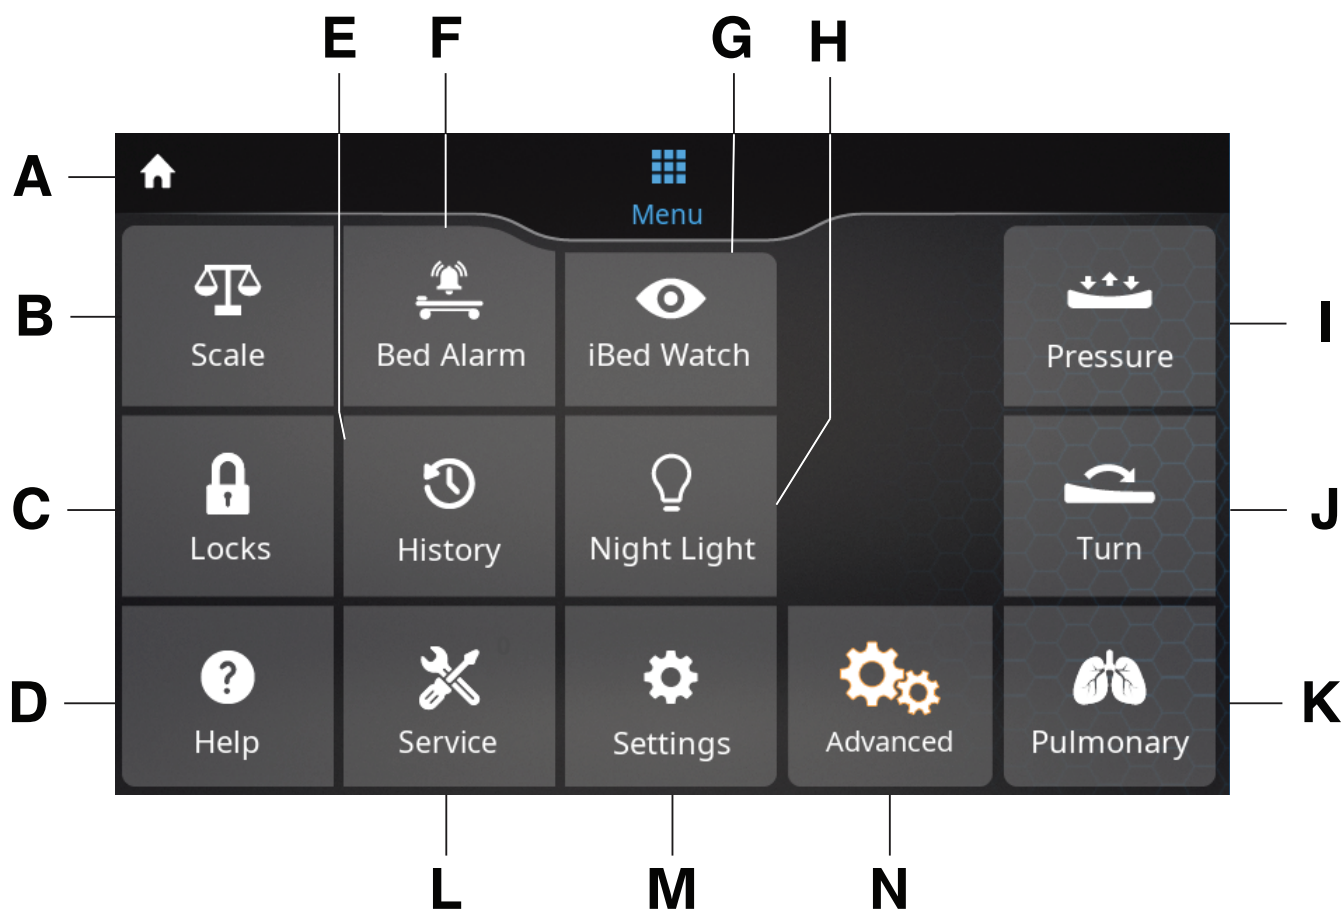 E F G H
A
Menu
B Scale Bed Alarm iBed Watch Pressure I
C Locks History Night Light Turn J
D Help Service Settings Advanced Pulmonary K
L M N